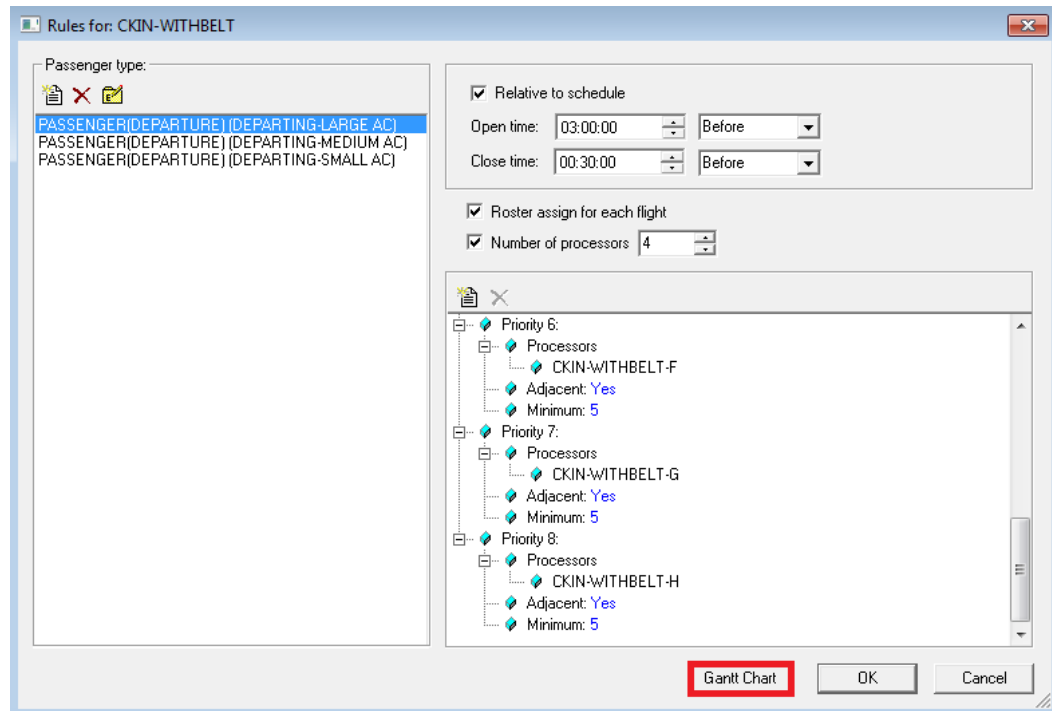 Rules for: CKIN-WITHBELT
Passenger type:
PASSENGER(DEPARTURE) (DEPARTING-LARGE AC)
PASSENGER(DEPARTURE) (DEPARTING-MEDIUM AC)
PASSENGER(DEPARTURE) (DEPARTING-SMALL AC)
Relative to schedule
Open time: 03:00:00 Before
Close time: 00:30:00 Before
Roster assign for each flight
Number of processors 4
Priority 6:
Processors
CKIN-WITHBELT-F
Adjacent: Yes
Minimum: 5
Priority 7:
Processors
CKIN-WITHBELT-G
Adjacent: Yes
Minimum: 5
Priority 8:
Processors
CKIN-WITHBELT-H
Adjacent: Yes
Minimum: 5
Gantt Chart OK Cancel